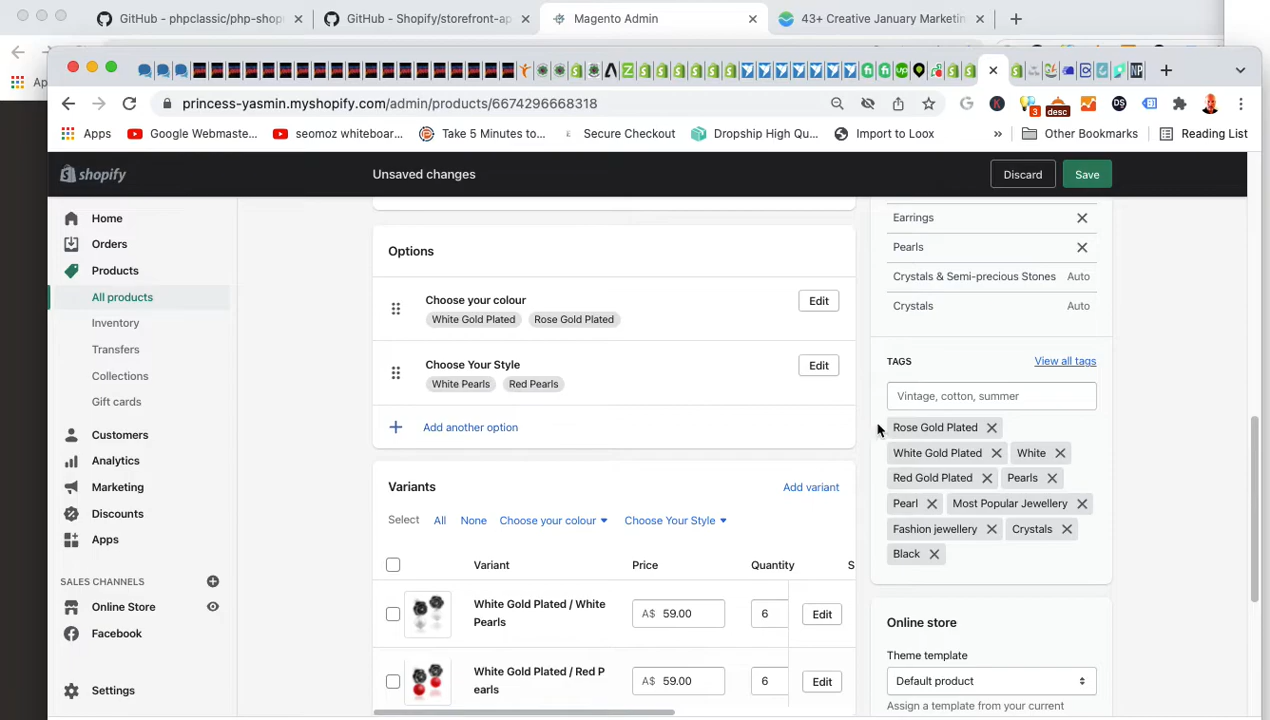 GitHub - phpclassic/php-shop
GitHub - Shopify/storefront-ap
Magento Admin
43+ Creative January Marketin
Ap
princess-yasmin.myshopify.com/admin/products/6674296668318
3
desc
Apps
Google Webmaste...
seomoz whiteboar...
Take 5 Minutes to...
Secure Checkout
Dropship High Qu...
Import to Loox
»
Other Bookmarks
Reading List
shopify
Unsaved changes
Discard
Save
Home
Orders
Products
All products
Inventory
Transfers
Collections
Gift cards
Customers
Analytics
Marketing
Discounts
Apps
SALES CHANNELS
Online Store
Facebook
Settings
Options
Choose your colour
Edit
White Gold Plated
Rose Gold Plated
Choose Your Style
Edit
White Pearls
Red Pearls
Add another option
Variants
Add variant
Select
All
None
Choose your colour
Choose Your Style
Variant
Price
Quantity
S
White Gold Plated / White
Pearls
A$ 59.00
6
Edit
White Gold Plated / Red P
earls
A$ 59.00
6
Edit
Earrings
Pearls
Crystals & Semi-precious Stones
Auto
Crystals
Auto
TAGS
View all tags
Vintage, cotton, summer
Rose Gold Plated
White Gold Plated
White
Red Gold Plated
Pearls
Pearl
Most Popular Jewellery
Fashion jewellery
Crystals
Black
Online store
Theme template
Default product
Assign a template from your current